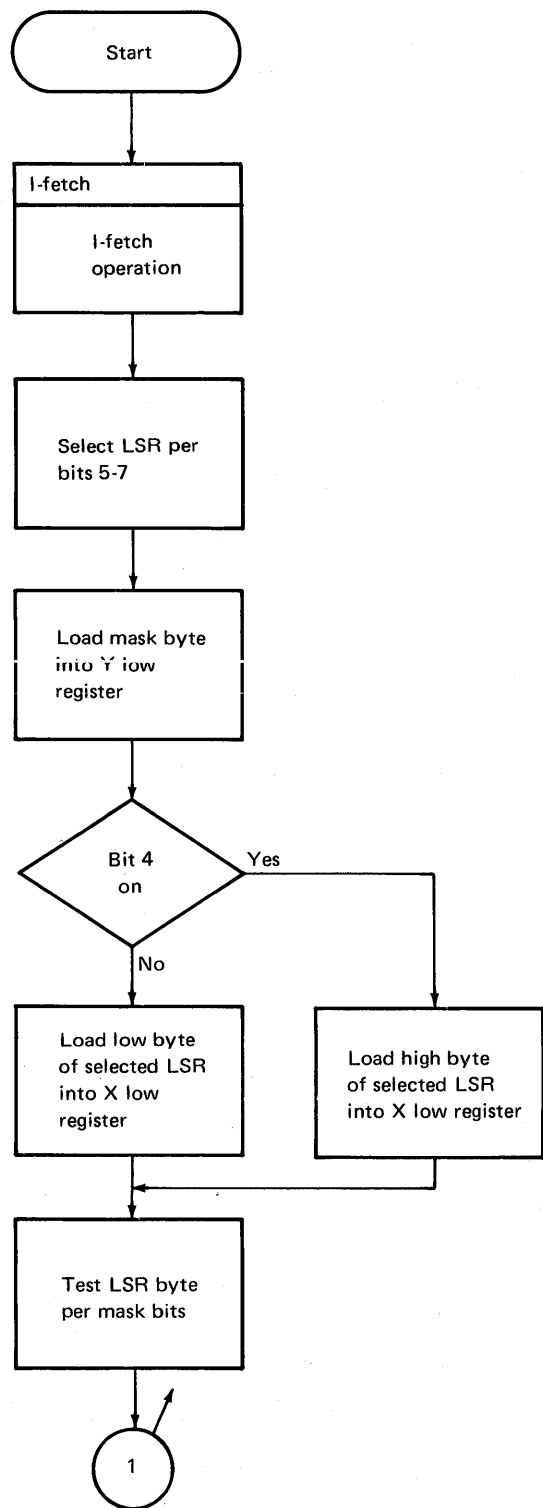 Start
I-fetch
I-fetch
operation
Select LSR per
bits 5-7
Load mask byte
into Y low
register
Bit 4
on
Yes
No
Load low byte
of selected LSR
into X low
register
Load high byte
of selected LSR
into X low register
Test LSR byte
per mask bits
1